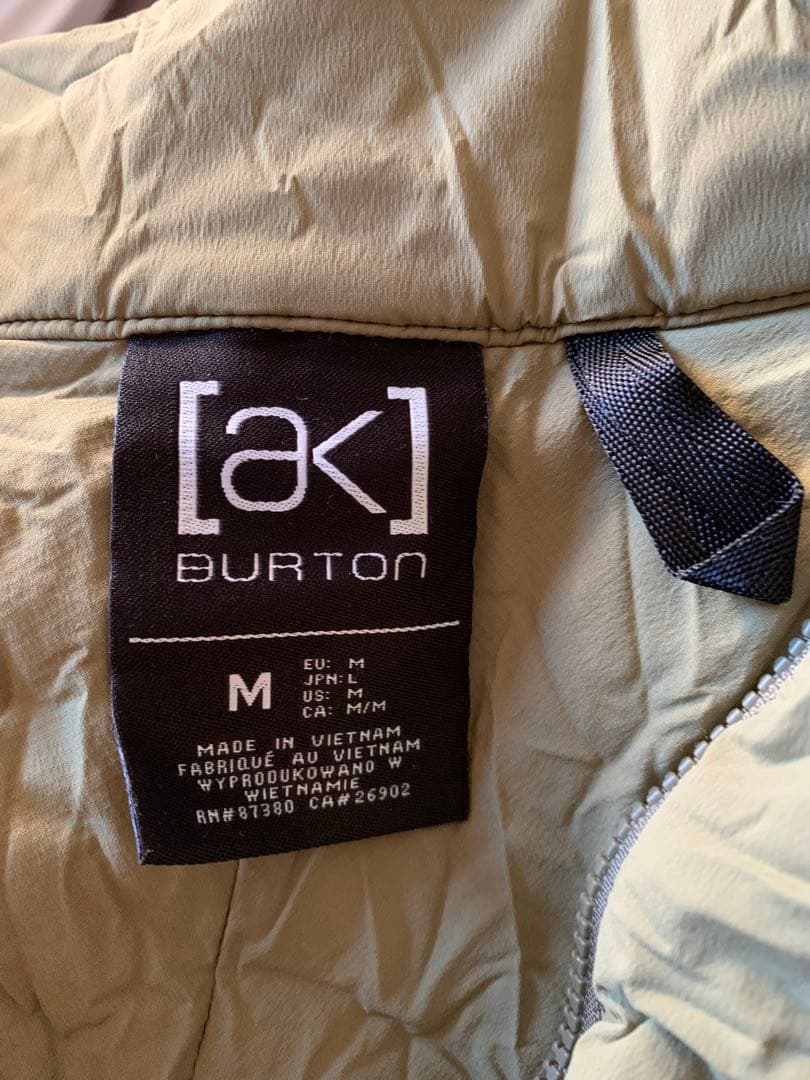 [ak]
BURTON
M
EU: M
JPN: L
US: M
CA: M/M
MADE IN VIETNAM
FABRIQUÉ AU VIETNAM
WYPRODUKOWANO W
WIETNAMIE
RN#87380 CA#26902